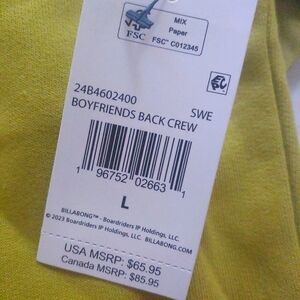 MIX
Paper
FSC
FSC™ C012345
24B4602400
SWE
BOYFRIENDS BACK CREW
1 96752 02663 1
L
BILLABONG™ - Boardriders IP Holdings, LLC.
© 2023 Boardriders IP Holdings, LLC. BILLABONG.COM
USA MSRP: $65.95
Canada MSRP: $85.95